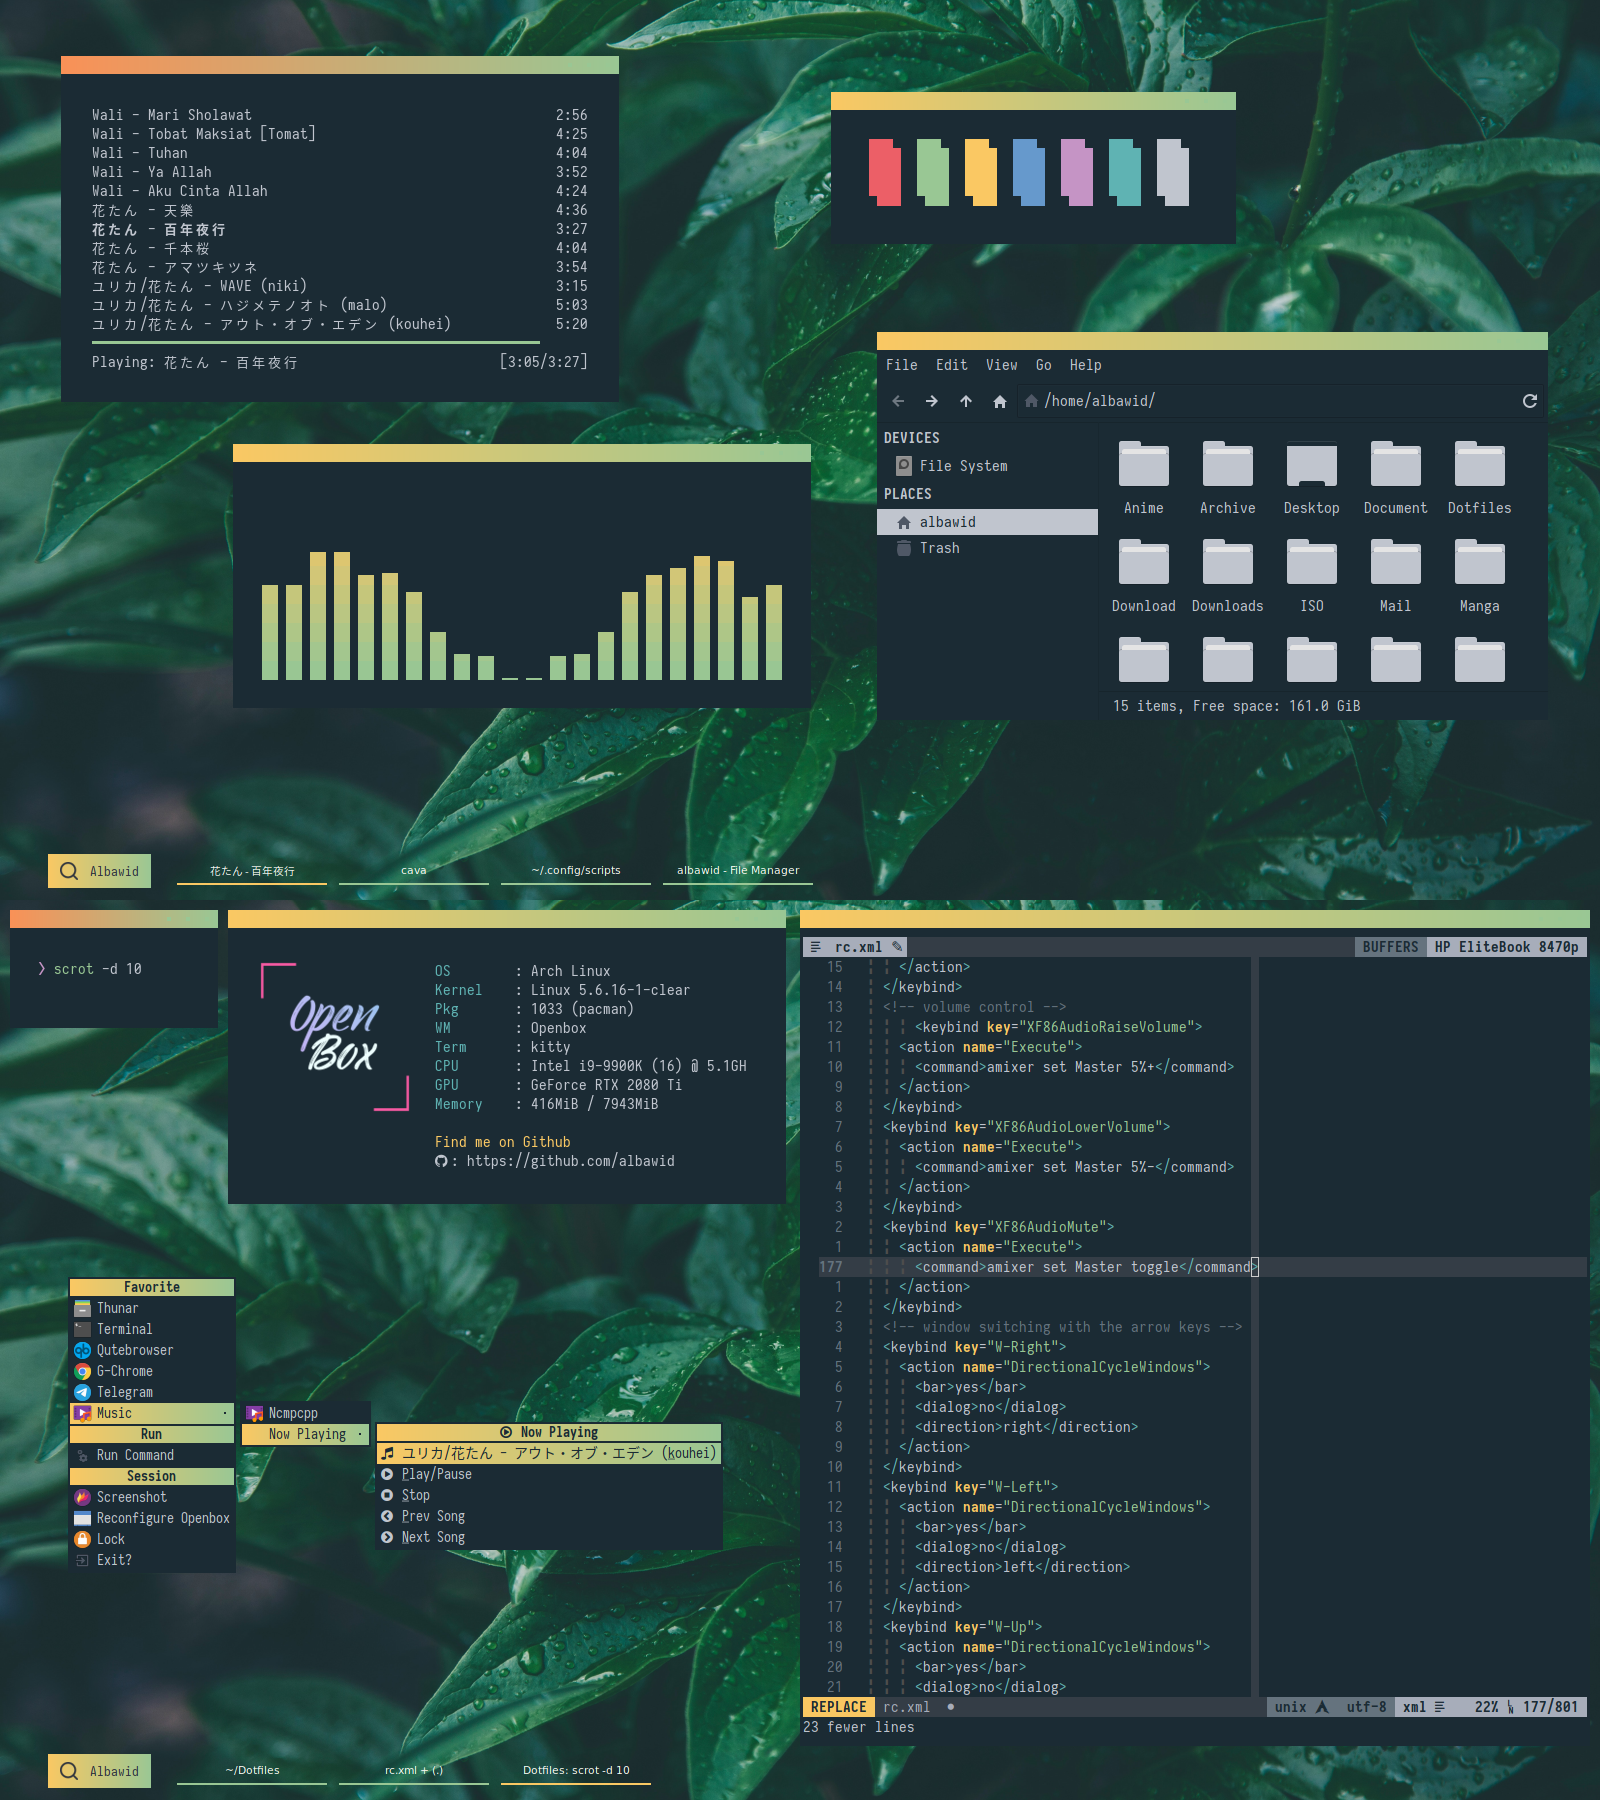 Wali - Mari Sholawat 2:56
Wali - Tobat Maksiat [Tomat] 4:25
Wali - Tuhan 4:04
Wali - Ya Allah 3:52
Wali - Aku Cinta Allah 4:24
花たん - 天樂 4:36
花たん - 百年夜行 3:27
花たん - 千本桜 4:04
花たん - アマツキツネ 3:54
ユリカ/花たん - WAVE (niki) 3:15
ユリカ/花たん - ハジメテノオト (malo) 5:03
ユリカ/花たん - アウト・オブ・エデン (kouhei) 5:20
Playing: 花たん - 百年夜行 [3:05/3:27]
File Edit View Go Help
/home/albawid/
DEVICES
File System
PLACES
albawid
Trash
Anime Archive Desktop Document Dotfiles
Download Downloads ISO Mail Manga
15 items, Free space: 161.0 GiB
Albawid
花たん - 百年夜行
cava
~/.config/scripts
albawid - File Manager
❯ scrot -d 10
Open
Box
OS : Arch Linux
Kernel : Linux 5.6.16-1-clear
Pkg : 1033 (pacman)
WM : Openbox
Term : kitty
CPU : Intel i9-9900K (16) @ 5.1GH
GPU : GeForce RTX 2080 Ti
Memory : 416MiB / 7943MiB
Find me on Github
: https://github.com/albawid
Favorite
Thunar
Terminal
Qutebrowser
G-Chrome
Telegram
Music
Run
Run Command
Session
Screenshot
Reconfigure Openbox
Lock
Exit?
Ncmpcpp
Now Playing
Now Playing
ユリカ/花たん - アウト・オブ・エデン (kouhei)
Play/Pause
Stop
Prev Song
Next Song
rc.xml ✎ BUFFERS HP EliteBook 8470p
15 </action>
14 </keybind>
13 <!-- volume control -->
12 <keybind key="XF86AudioRaiseVolume">
11 <action name="Execute">
10 <command>amixer set Master 5%+</command>
9 </action>
8 </keybind>
7 <keybind key="XF86AudioLowerVolume">
6 <action name="Execute">
5 <command>amixer set Master 5%-</command>
4 </action>
3 </keybind>
2 <keybind key="XF86AudioMute">
1 <action name="Execute">
177 <command>amixer set Master toggle</command>
1 </action>
2 </keybind>
3 <!-- window switching with the arrow keys -->
4 <keybind key="W-Right">
5 <action name="DirectionalCycleWindows">
6 <bar>yes</bar>
7 <dialog>no</dialog>
8 <direction>right</direction>
9 </action>
10 </keybind>
11 <keybind key="W-Left">
12 <action name="DirectionalCycleWindows">
13 <bar>yes</bar>
14 <dialog>no</dialog>
15 <direction>left</direction>
16 </action>
17 </keybind>
18 <keybind key="W-Up">
19 <action name="DirectionalCycleWindows">
20 <bar>yes</bar>
21 <dialog>no</dialog>
REPLACE rc.xml ● unix utf-8 xml 22% 177/801
23 fewer lines
Albawid
~/Dotfiles
rc.xml + (.)
Dotfiles: scrot -d 10